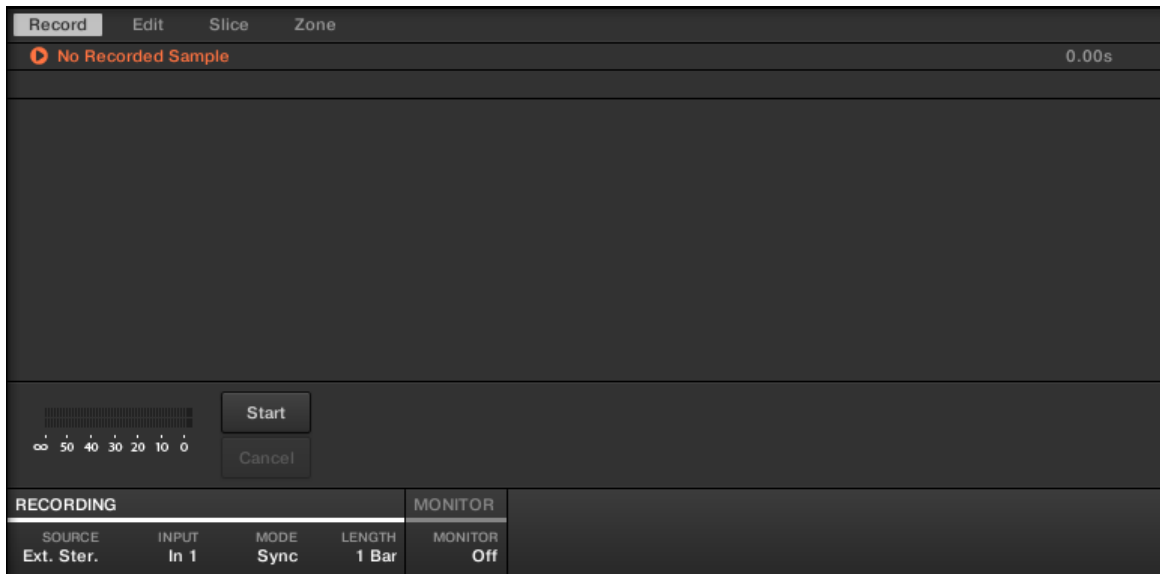 Record Edit Slice Zone
No Recorded Sample 0.00s
Start
∞ 50 40 30 20 10 0
Cancel
RECORDING MONITOR
SOURCE INPUT MODE LENGTH MONITOR
Ext. Ster. In 1 Sync 1 Bar Off